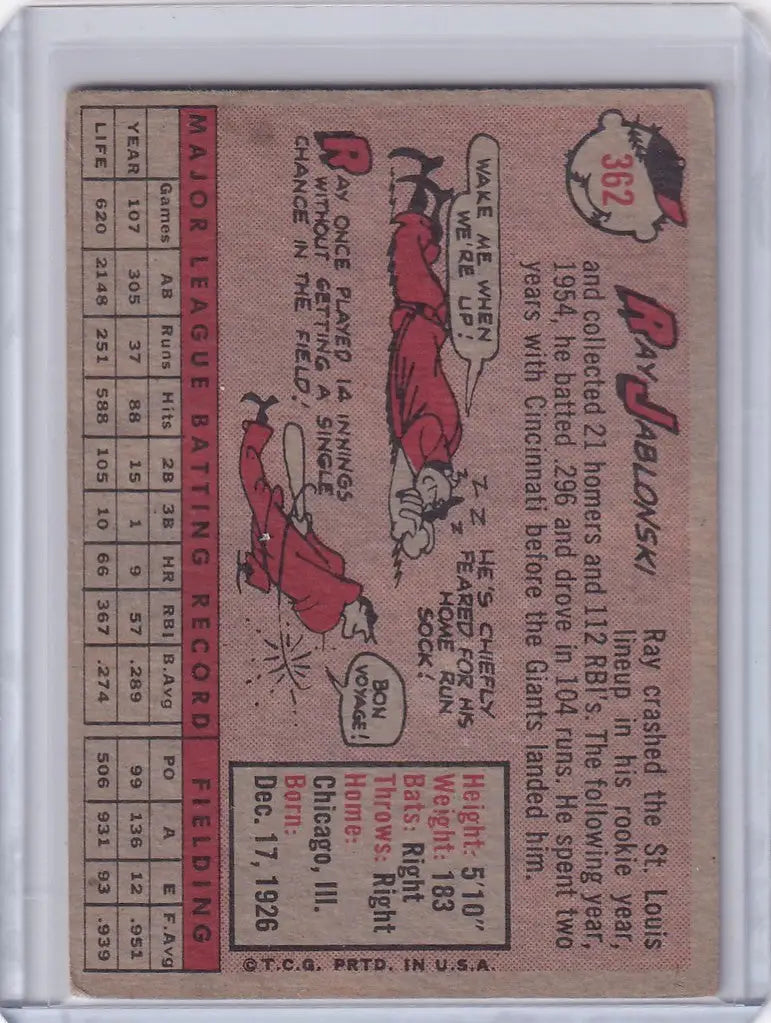 362
RAY JABLONSKI
Ray crashed the St. Louis
lineup in his rookie year,
and collected 21 homers and 112 RBI's. The following year,
1954, he batted .296 and drove in 104 runs. He spent two
years with Cincinnati before the Giants landed him.
WAKE ME WHEN
WE'RE UP!
Z Z Z Z
HE'S CHIEFLY
FEARED FOR HIS
HOME RUN
SOCK!
RAY ONCE PLAYED 14 INNINGS
WITHOUT GETTING A SINGLE
CHANCE IN THE FIELD!
BON
VOYAGE!
Height: 5'10"
Weight: 183
Bats: Right
Throws: Right
Home:
Chicago, Ill.
Born:
Dec. 17, 1926
©T.C.G. PRTD. IN U.S.A.
MAJOR LEAGUE BATTING RECORD FIELDING
Games AB Runs Hits 2B 3B HR RBI B.Avg PO A E F.Avg
YEAR 107 305 37 88 15 1 9 57 .289 99 136 12 .951
LIFE 620 2148 251 588 105 10 66 367 .274 506 931 93 .939